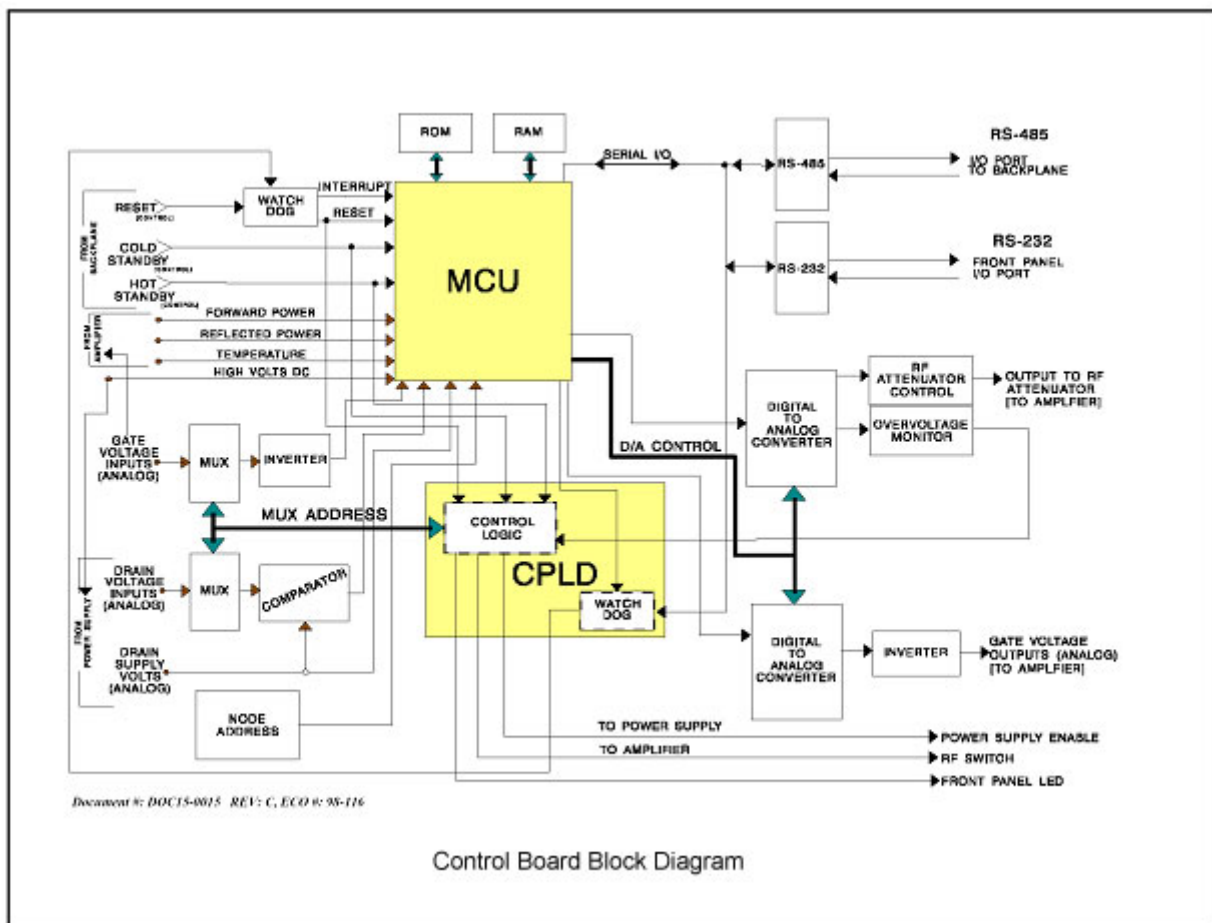 ROM
RAM
RS-485
SERIAL I/O
RS-485
I/O PORT
TO BACKPLANE
INTERRUPT
WATCH
DOG
RESET
(CONTROL)
RESET
FROM
BACKPLANE
COLD
STANDBY
(CONTROL)
HOT
STANDBY
(CONTROL)
MCU
RS-232
RS-232
FRONT PANEL
I/O PORT
FROM
AMPLIFIER
FORWARD POWER
REFLECTED POWER
TEMPERATURE
HIGH VOLTS DC
RF
ATTENUATOR
CONTROL
OUTPUT TO RF
ATTENUATOR
[TO AMPLFIER]
DIGITAL
TO
ANALOG
CONVERTER
OVERVOLTAGE
MONITOR
D/A CONTROL
GATE
VOLTAGE
INPUTS
(ANALOG)
MUX
INVERTER
MUX ADDRESS
CONTROL
LOGIC
CPLD
WATCH
DOG
DRAIN
VOLTAGE
INPUTS
(ANALOG)
MUX
COMPARATOR
FROM
POWER SUPPLY
DRAIN
SUPPLY
VOLTS
(ANALOG)
DIGITAL
TO
ANALOG
CONVERTER
INVERTER
GATE VOLTAGE
OUTPUTS (ANALOG)
[TO AMPLFIER]
NODE
ADDRESS
TO POWER SUPPLY
POWER SUPPLY ENABLE
TO AMPLIFIER
RF SWITCH
FRONT PANEL LED
Document #: DOC15-0015 REV: C, ECO #: 98-116
Control Board Block Diagram